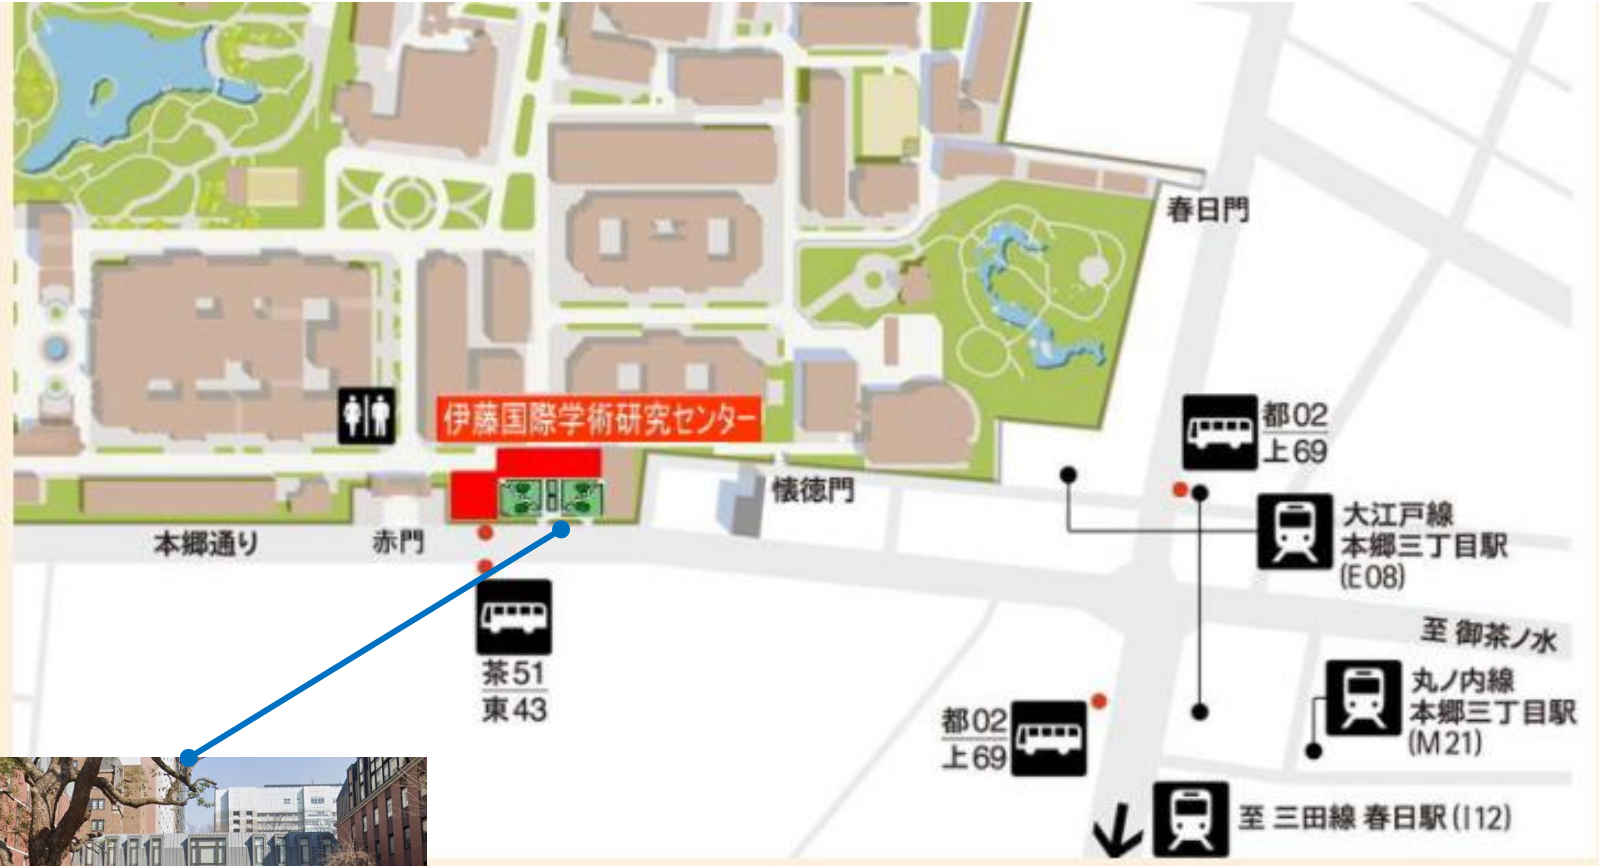 春日門
都02
上69
伊藤国際学術研究センター
懐徳門
大江戸線
本郷三丁目駅
(E08)
本郷通り
赤門
至 御茶ノ水
茶51
東43
丸ノ内線
本郷三丁目駅
(M21)
都02
上69
至 三田線 春日駅(I12)